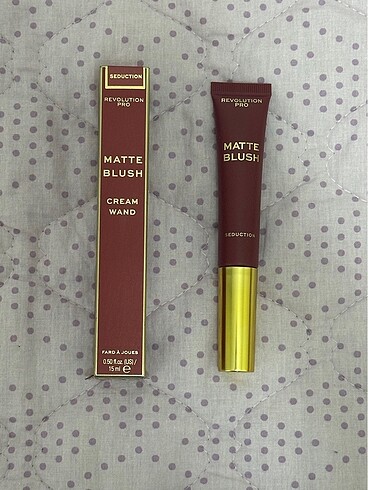 SEDUCTION
REVOLUTION
PRO
MATTE
BLUSH
CREAM
WAND
FARD À JOUES
0.50 fl.oz. (US) /
15 ml e
REVOLUTION
PRO
MATTE
BLUSH
SEDUCTION